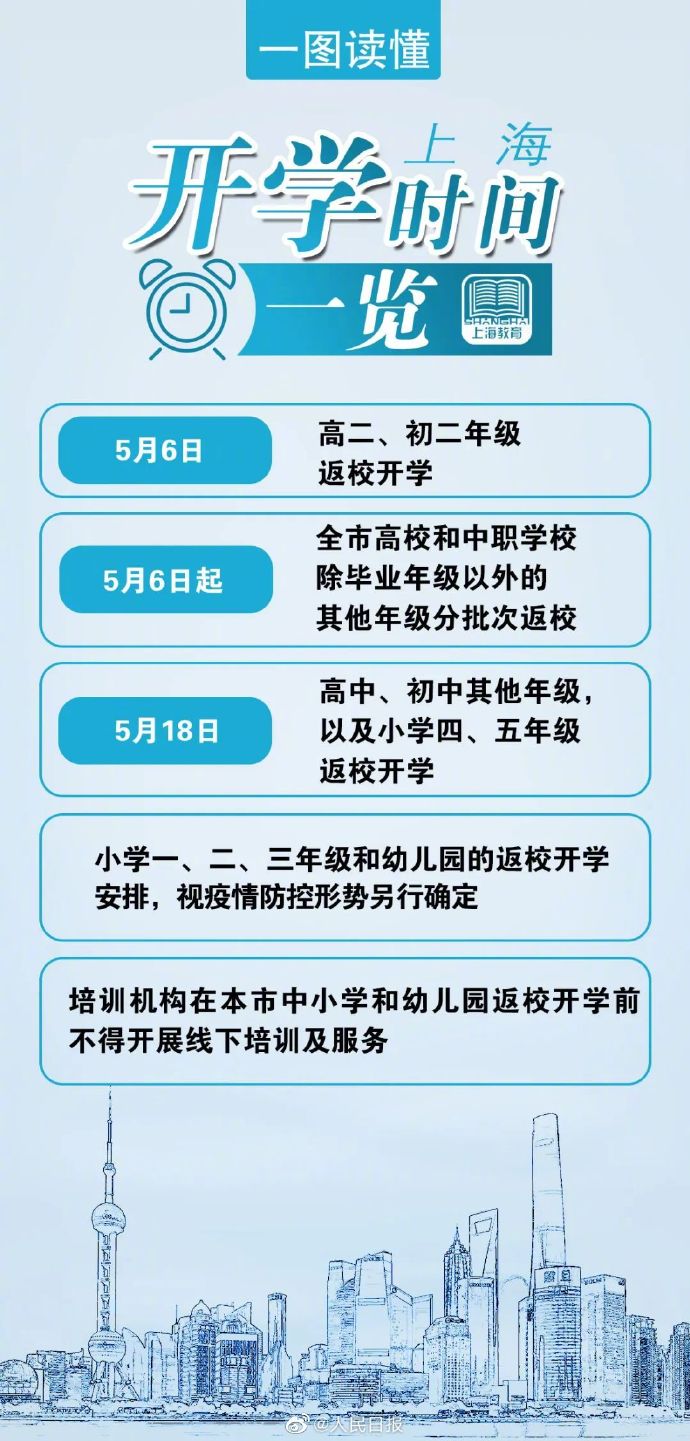 一图读懂
上海
开学时间
一览
SHANGHAI
上海教育
5月6日
高二、初二年级
返校开学
5月6日起
全市高校和中职学校
除毕业年级以外的
其他年级分批次返校
5月18日
高中、初中其他年级，
以及小学四、五年级
返校开学
小学一、二、三年级和幼儿园的返校开学
安排，视疫情防控形势另行确定
培训机构在本市中小学和幼儿园返校开学前
不得开展线下培训及服务
@人民日报